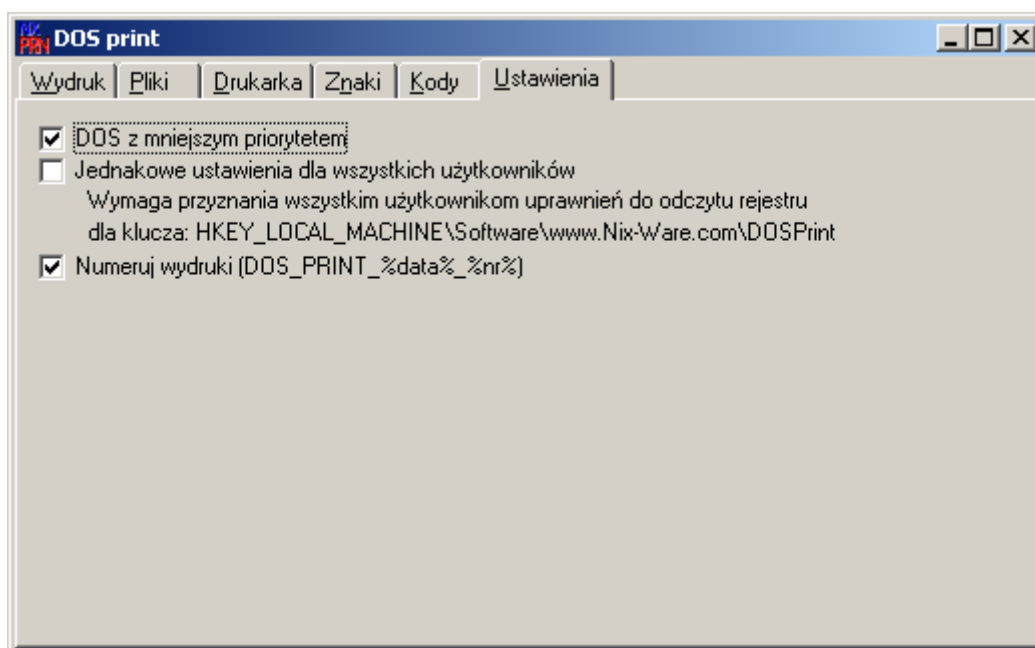 NIX
PRN
DOS print
Wydruk Pliki Drukarka Znaki Kody Ustawienia
DOS z mniejszym priorytetem
Jednakowe ustawienia dla wszystkich użytkowników
Wymaga przyznania wszystkim użytkownikom uprawnień do odczytu rejestru
dla klucza: HKEY_LOCAL_MACHINE\Software\www.Nix-Ware.com\DOSPrint
Numeruj wydruki (DOS_PRINT_%data%_%nr%)